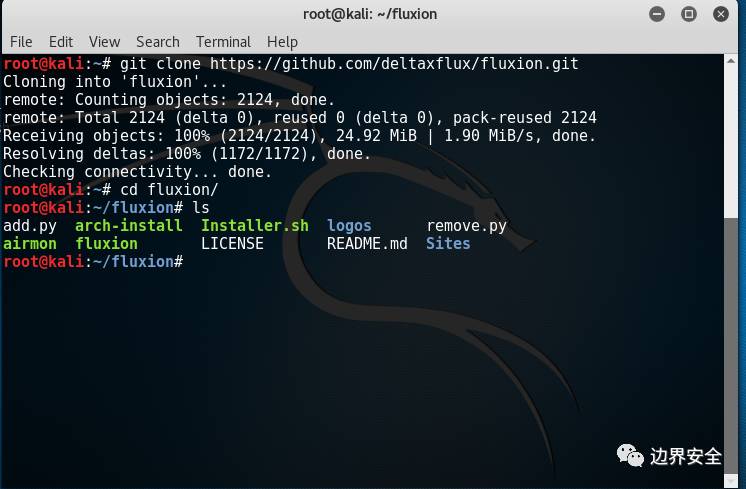 root@kali: ~/fluxion
File Edit View Search Terminal Help
root@kali:~# git clone https://github.com/deltaxflux/fluxion.git
Cloning into 'fluxion'...
remote: Counting objects: 2124, done.
remote: Total 2124 (delta 0), reused 0 (delta 0), pack-reused 2124
Receiving objects: 100% (2124/2124), 24.92 MiB | 1.90 MiB/s, done.
Resolving deltas: 100% (1172/1172), done.
Checking connectivity... done.
root@kali:~# cd fluxion/
root@kali:~/fluxion# ls
add.py arch-install Installer.sh logos remove.py
airmon fluxion LICENSE README.md Sites
root@kali:~/fluxion#
边界安全